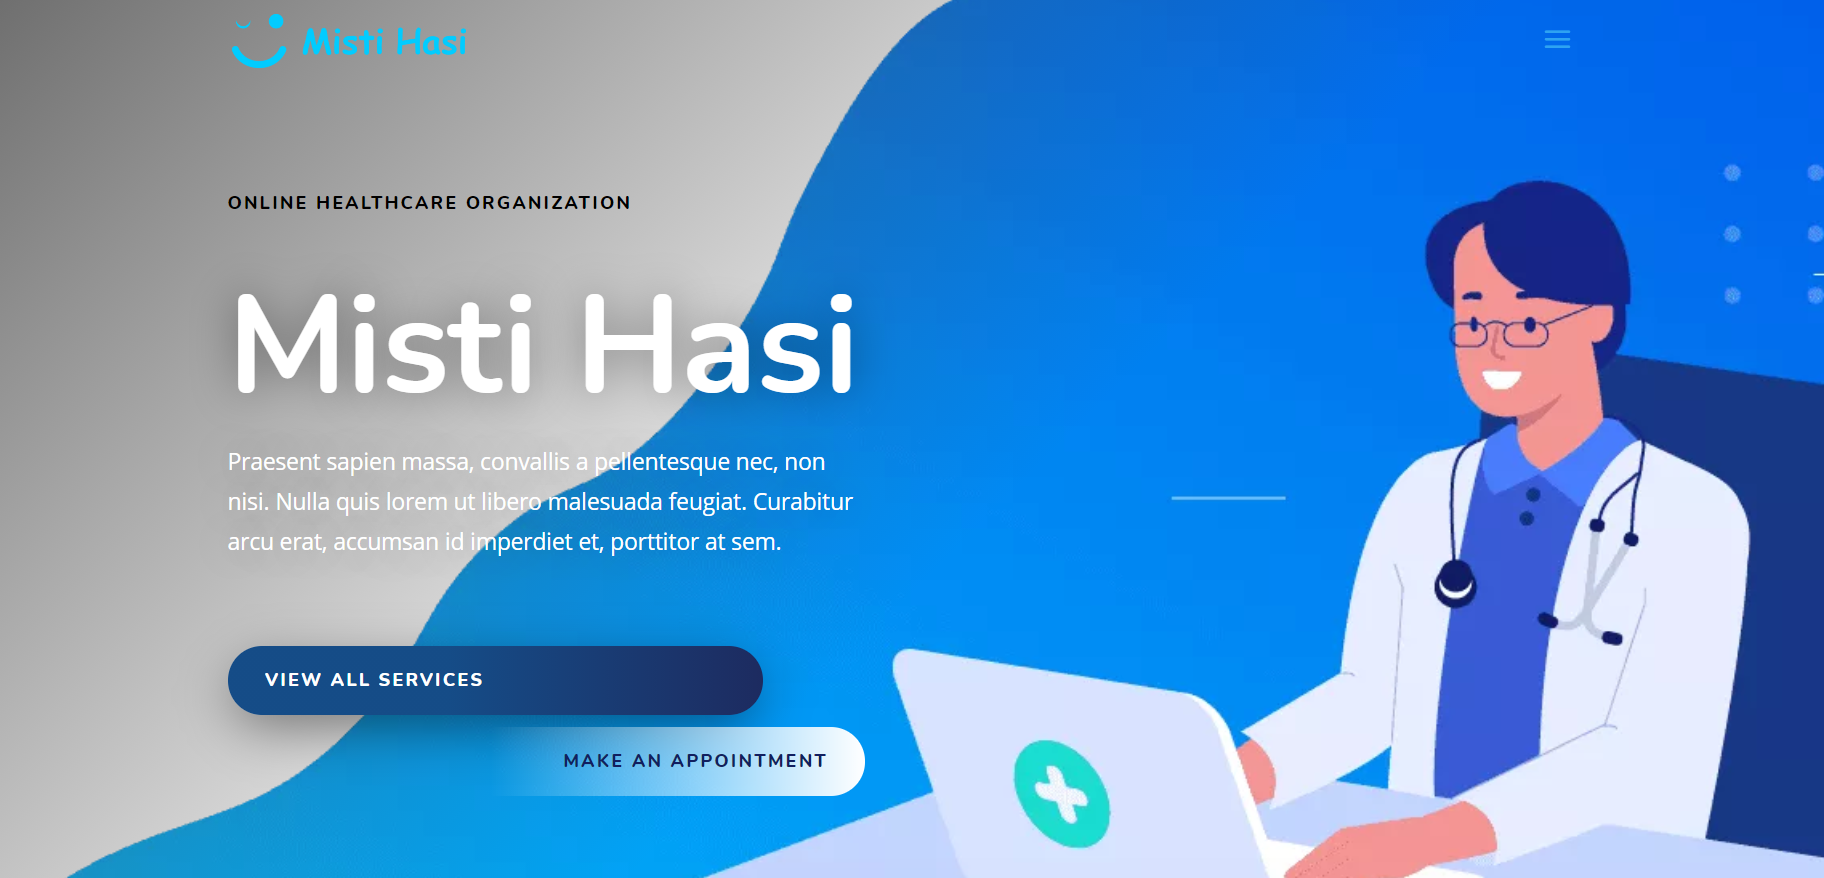 Misti Hasi
ONLINE HEALTHCARE ORGANIZATION
Misti Hasi
Praesent sapien massa, convallis a pellentesque nec, non
nisi. Nulla quis lorem ut libero malesuada feugiat. Curabitur
arcu erat, accumsan id imperdiet et, porttitor at sem.
VIEW ALL SERVICES
MAKE AN APPOINTMENT